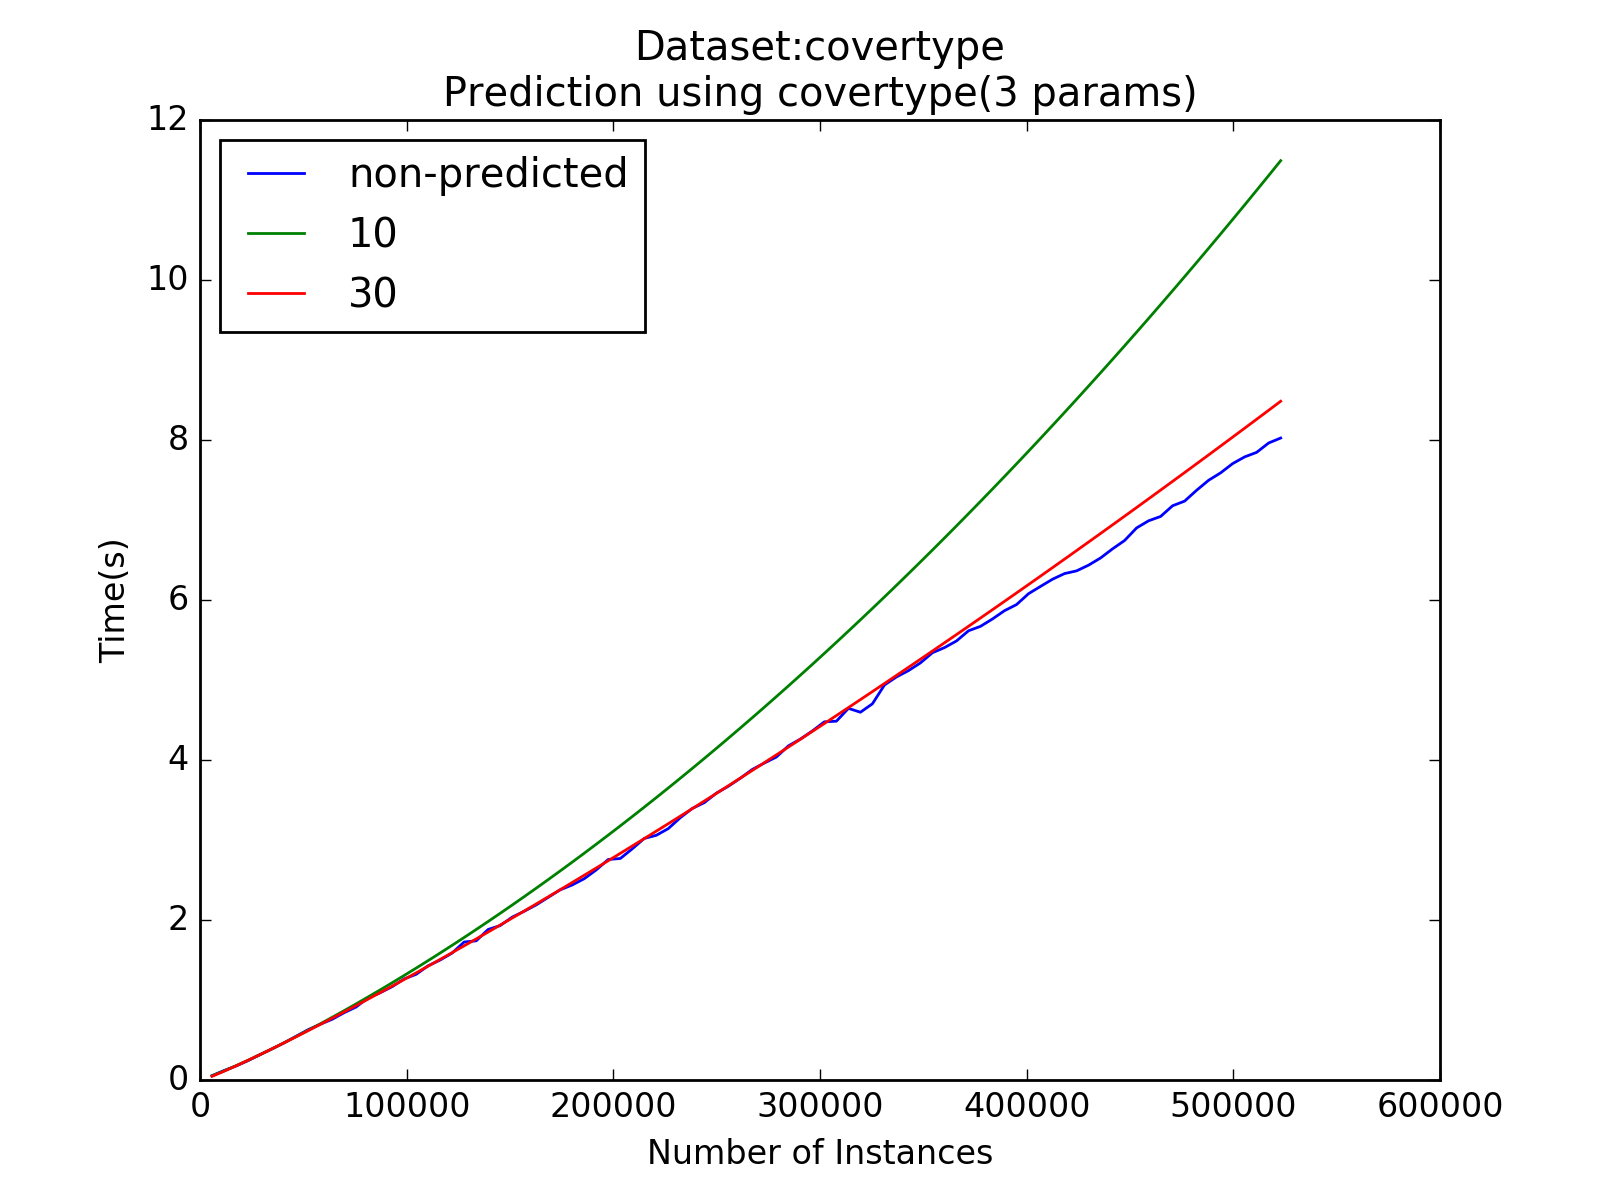 Dataset:covertype
Prediction using covertype(3 params)
12
10
8
6
4
2
0
non-predicted
10
30
Time(s)
0 100000 200000 300000 400000 500000 600000
Number of Instances